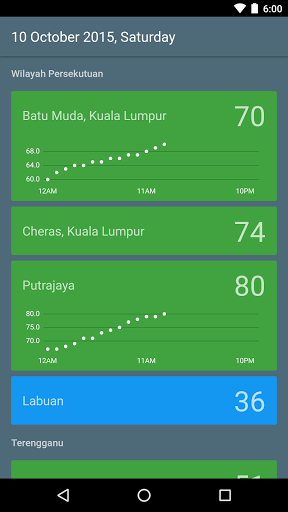 6:00
10 October 2015, Saturday
Wilayah Persekutuan
Batu Muda, Kuala Lumpur 70
68.0
64.0
60.0
12AM 11AM 10PM
Cheras, Kuala Lumpur 74
Putrajaya 80
80.0
75.0
70.0
12AM 11AM 10PM
Labuan 36
Terengganu